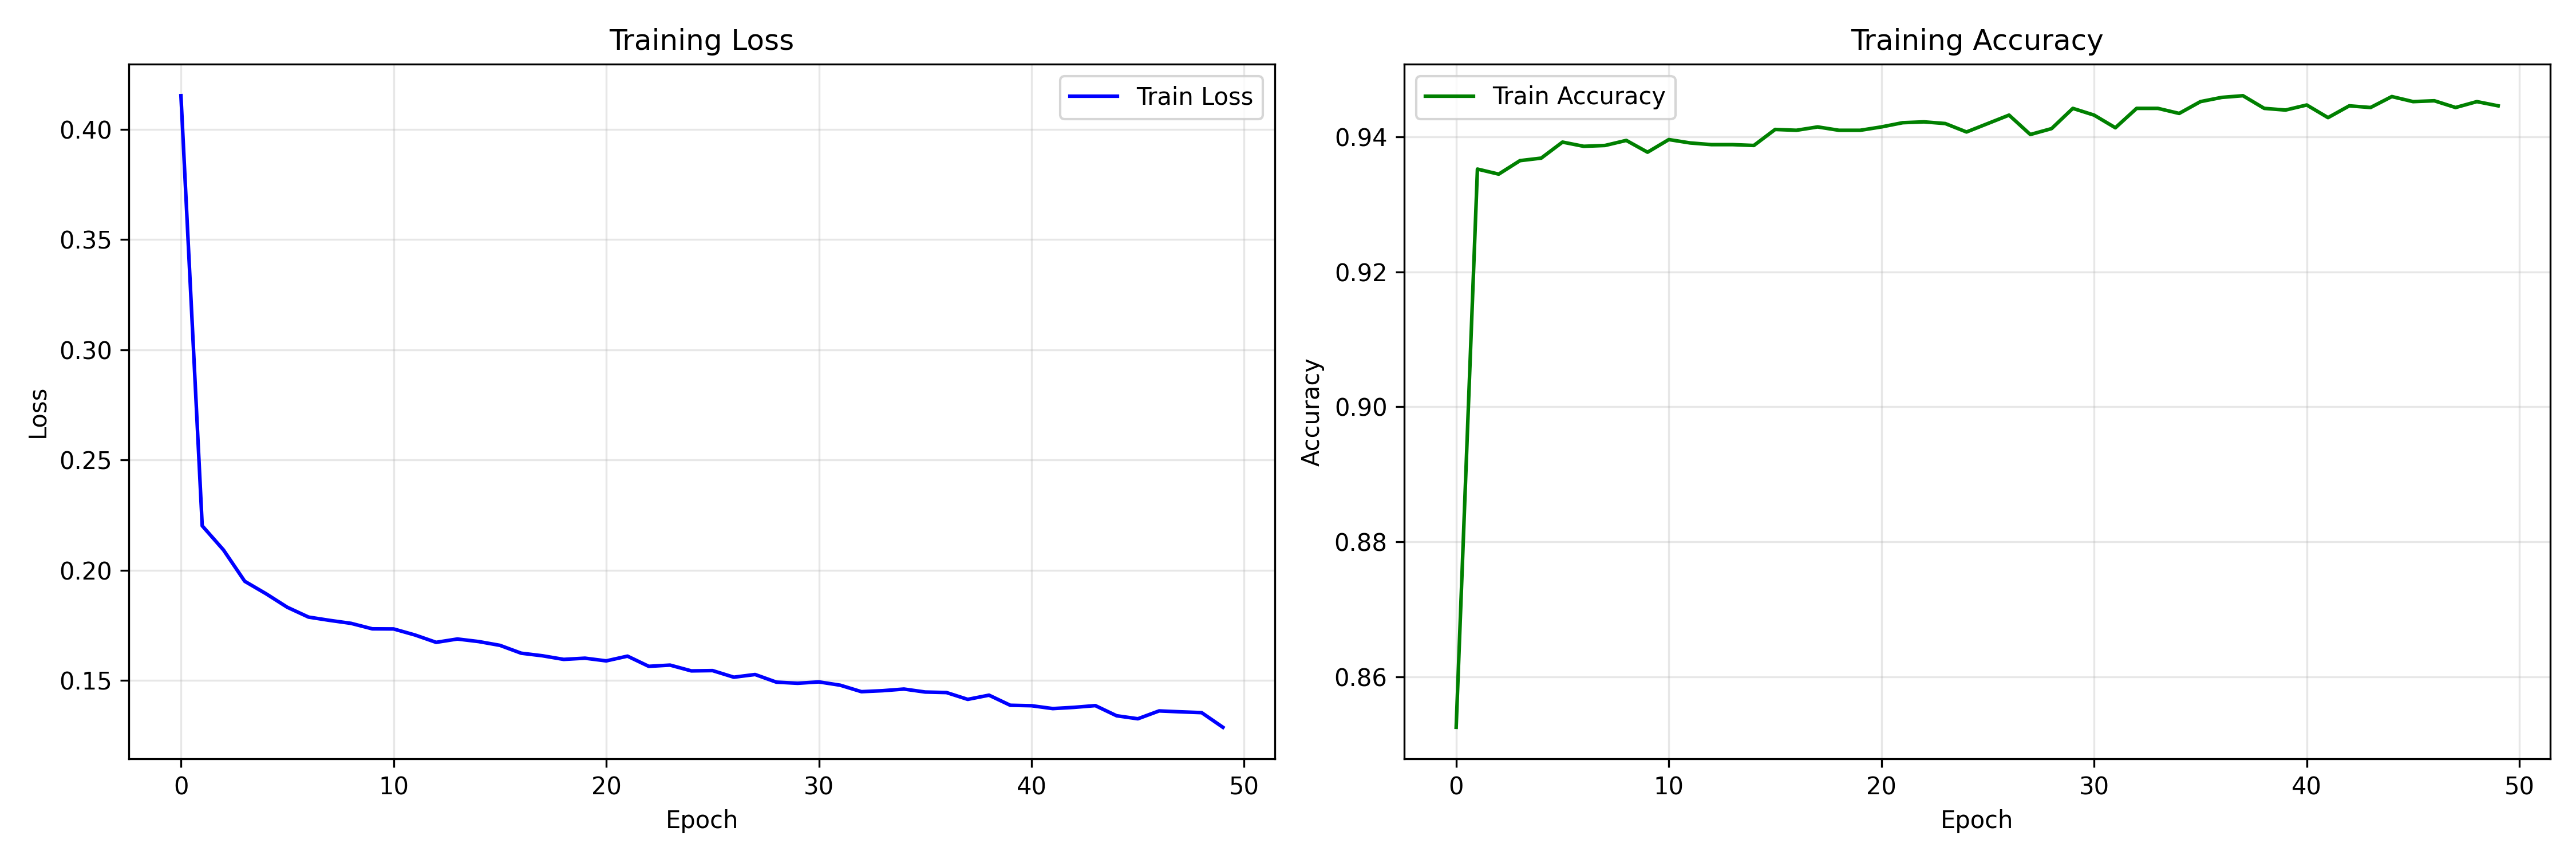 Training Loss
Train Loss
0.40
0.35
0.30
0.25
0.20
0.15
Loss
0 10 20 30 40 50
Epoch
Training Accuracy
Train Accuracy
0.94
0.92
0.90
0.88
0.86
Accuracy
0 10 20 30 40 50
Epoch